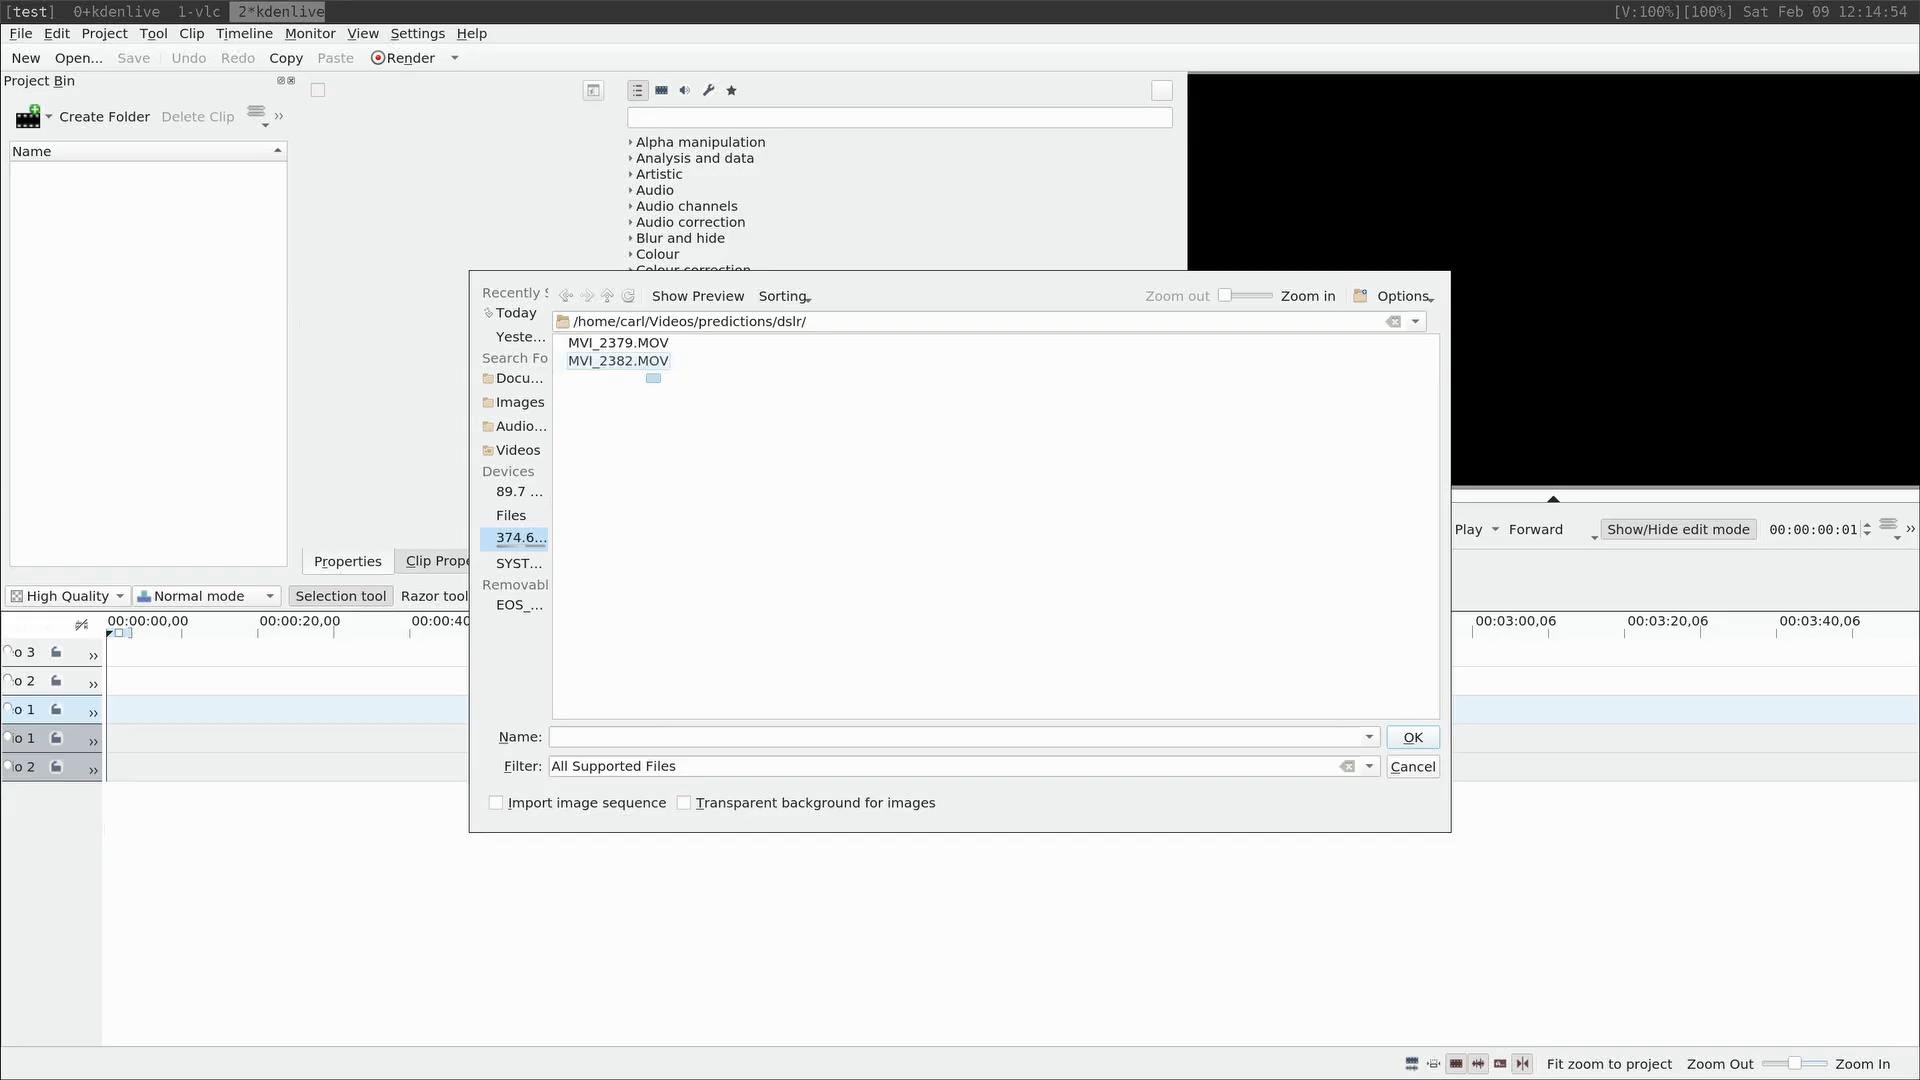 [test] 0+kdenlive 1-vlc 2*kdenlive [V:100%][100%] Sat Feb 09 12:14:54
File Edit Project Tool Clip Timeline Monitor View Settings Help
New Open... Save Undo Redo Copy Paste Render
Project Bin
Create Folder Delete Clip
Name
Alpha manipulation
Analysis and data
Artistic
Audio
Audio channels
Audio correction
Blur and hide
Colour
Colour correction
Recently S
Today
Yeste...
Search Fo
Docu...
Images
Audio...
Videos
Devices
89.7 ...
Files
374.6...
SYST...
Removabl
EOS_...
Show Preview Sorting Zoom out Zoom in Options
/home/carl/Videos/predictions/dslr/
MVI_2379.MOV
MVI_2382.MOV
Name: OK
Filter: All Supported Files Cancel
Import image sequence Transparent background for images
Play Forward Show/Hide edit mode 00:00:00:01
Properties Clip Prope
High Quality Normal mode Selection tool Razor tool
00:00:00,00 00:00:20,00 00:00:40 00:03:00,06 00:03:20,06 00:03:40,06
o 3
o 2
o 1
io 1
io 2
Fit zoom to project Zoom Out Zoom In